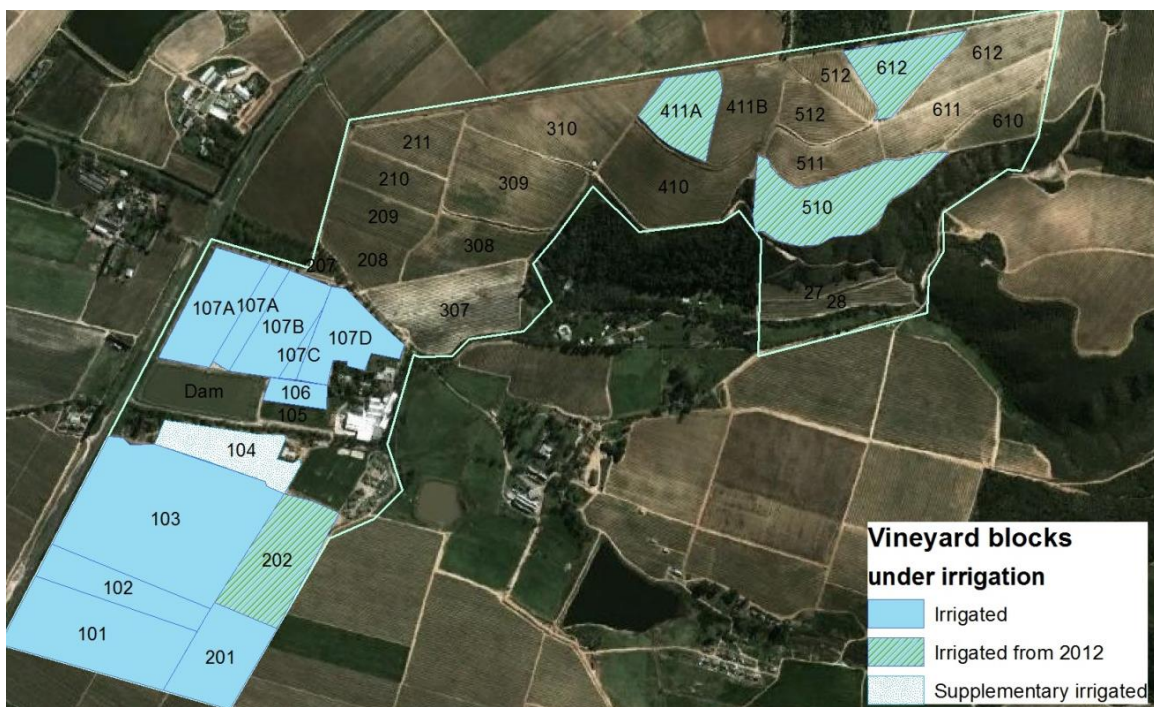 612
512
612
411A
411B
310
512
611
610
211
511
210
309
410
510
209
308
208
207
27
28
107A
107A
107B
307
107C
107D
Dam
106
105
104
103
202
102
101
201
Vineyard blocks
under irrigation
Irrigated
Irrigated from 2012
Supplementary irrigated